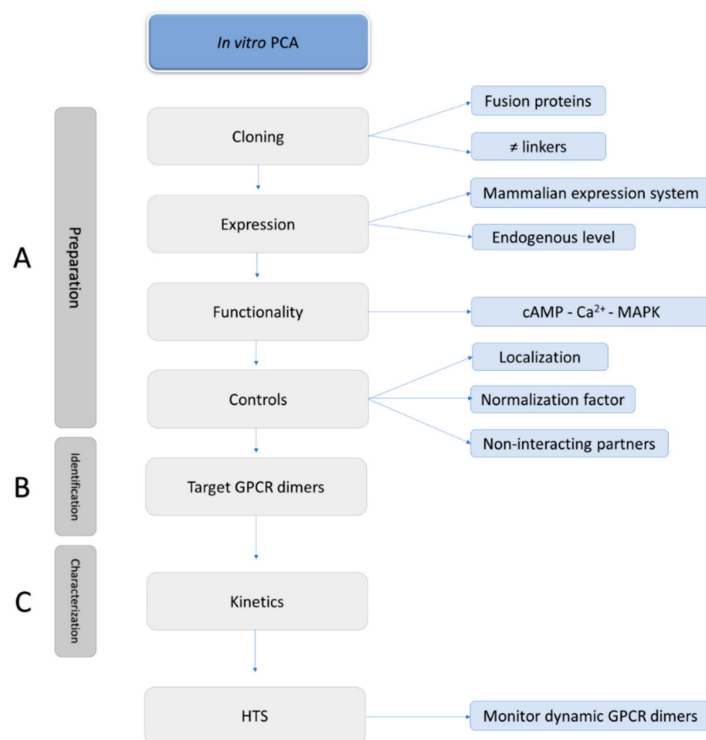 In vitro PCA
Cloning
Fusion proteins
≠ linkers
A
Preparation
Expression
Mammalian expression system
Endogenous level
Functionality
cAMP - Ca²⁺ - MAPK
Controls
Localization
Normalization factor
Non-interacting partners
B
Identification
Target GPCR dimers
C
Characterization
Kinetics
HTS
Monitor dynamic GPCR dimers